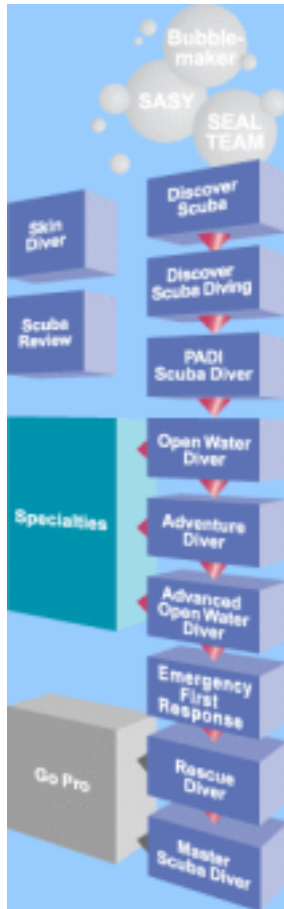 Bubble-
maker
SASY
SEAL
TEAM
Discover
Scuba
Skin
Diver
Discover
Scuba Diving
Scuba
Review
PADI
Scuba Diver
Open Water
Diver
Specialties
Adventure
Diver
Advanced
Open Water
Diver
Emergency
First
Response
Go Pro
Rescue
Diver
Master
Scuba Diver